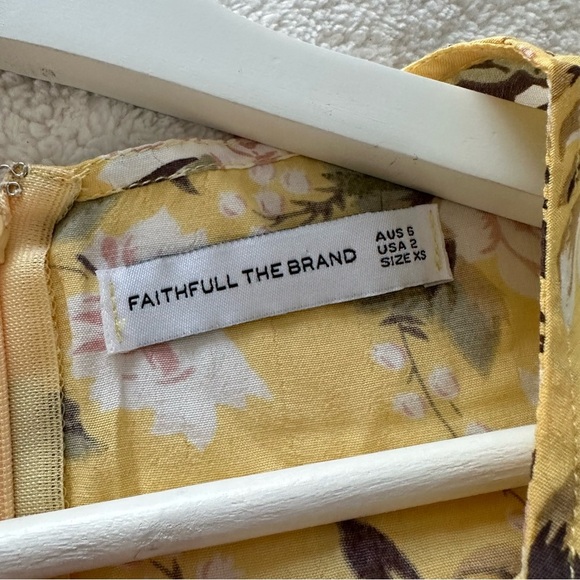 FAITHFULL THE BRAND
AUS 6
USA 2
SIZE XS